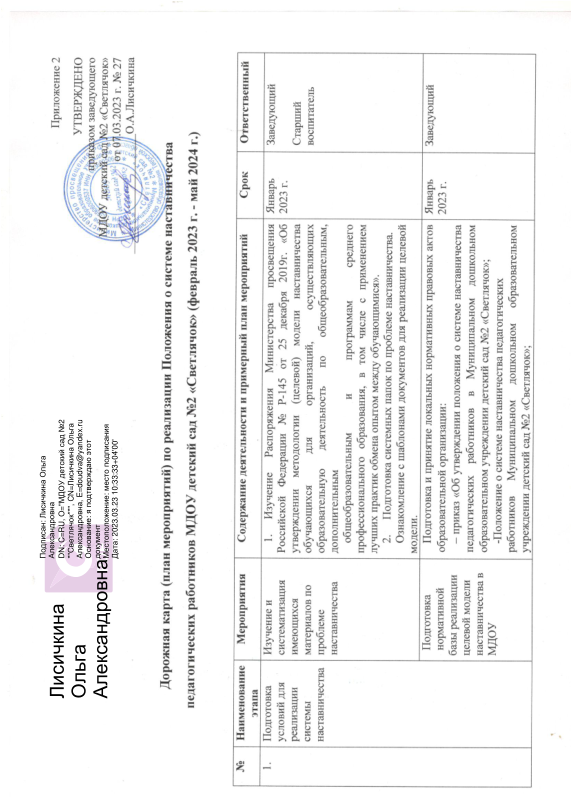 Лисичкина
Ольга
Александровна
Подписан: Лисичкина Ольга
Александровна
DN: C=RU, O="МДОУ детский сад №2
"Светлячок"", CN=Лисичкина Ольга
Александровна, E=doudna@yandex.ru
Основание: я подтверждаю этот
документ
Местоположение: место подписания
Дата: 2023.03.23 10:33:33+04'00'
Приложение 2
УТВЕРЖДЕНО
приказом заведующего
МДОУ детский сад №2 «Светлячок»
от 07.03.2023 г. № 27
О.А.Лисичкина
Дорожная карта (план мероприятий) по реализации Положения о системе наставничества
педагогических работников МДОУ детский сад №2 «Светлячок» (февраль 2023 г. - май 2024 г.)
№
Наименование
этапа
Мероприятия
Содержание деятельности и примерный план мероприятий
Срок
Ответственный
1.
Подготовка
условий для
реализации
системы
наставничества
Изучение и
систематизация
имеющихся
материалов по
проблеме
наставничества
1. Изучение Распоряжения Министерства просвещения
Российской Федерации № Р-145 от 25 декабря 2019г. «Об
утверждении методологии (целевой) модели наставничества
обучающихся для организаций, осуществляющих
образовательную деятельность по общеобразовательным,
дополнительным
общеобразовательным и программам среднего
профессионального образования, в том числе с применением
лучших практик обмена опытом между обучающимися».
2. Подготовка системных папок по проблеме наставничества.
Ознакомление с шаблонами документов для реализации целевой
модели.
Январь
2023 г.
Заведующий
Старший
воспитатель
Подготовка
нормативной
базы реализации
целевой модели
наставничества в
МДОУ
Подготовка и принятие локальных нормативных правовых актов
образовательной организации:
– приказ «Об утверждении положения о системе наставничества
педагогических работников в Муниципальном дошкольном
образовательном учреждении детский сад №2 «Светлячок»;
-Положение о системе наставничества педагогических
работников Муниципальном дошкольном образовательном
учреждении детский сад №2 «Светлячок»;
Январь
2023 г.
Заведующий